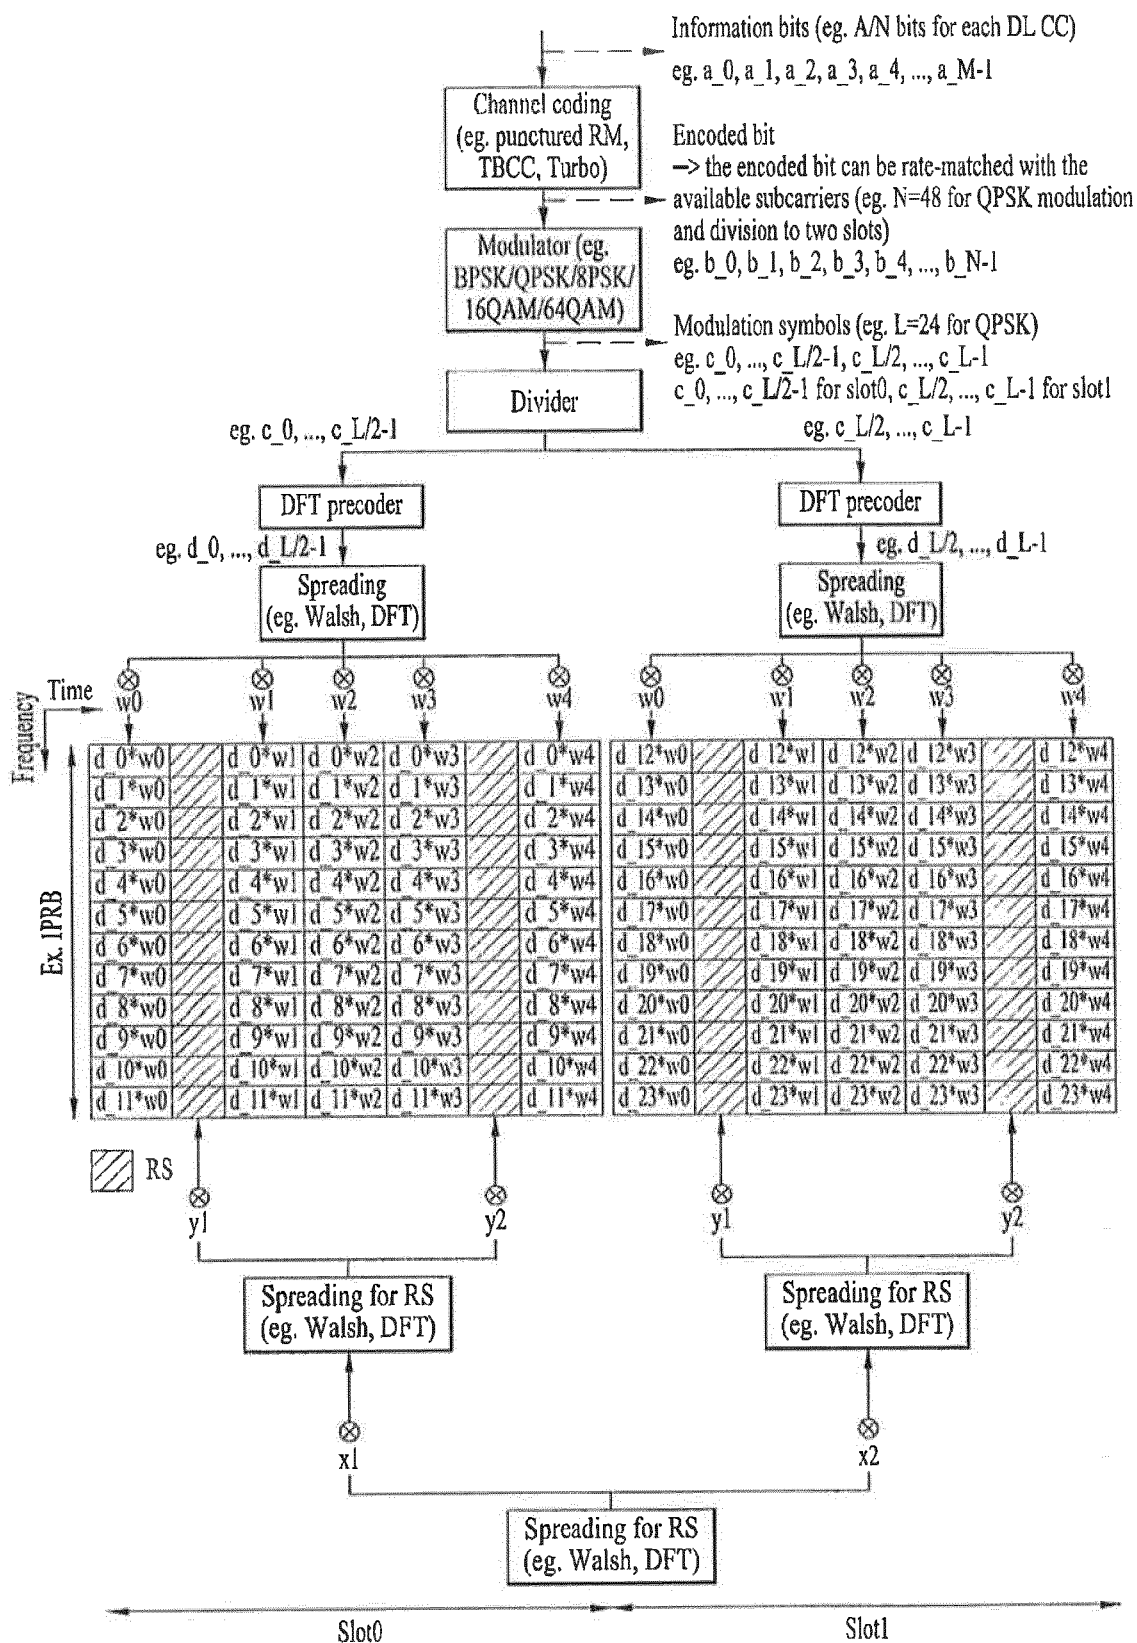 Information bits (eg. A/N bits for each DL CC)
eg. a_0, a_1, a_2, a_3, a_4, ..., a_M-1
Channel coding
(eg. punctured RM,
TBCC, Turbo)
Encoded bit
–> the encoded bit can be rate-matched with the
available subcarriers (eg. N=48 for QPSK modulation
and division to two slots)
eg. b_0, b_1, b_2, b_3, b_4, ..., b_N-1
Modulator (eg.
BPSK/QPSK/8PSK/
16QAM/64QAM)
Modulation symbols (eg. L=24 for QPSK)
eg. c_0, ..., c_L/2-1, c_L/2, ..., c_L-1
c_0, ..., c_L/2-1 for slot0, c_L/2, ..., c_L-1 for slot1
Divider
eg. c_0, ..., c_L/2-1
eg. c_L/2, ..., c_L-1
DFT precoder
DFT precoder
eg. d_0, ..., d_L/2-1
eg. d_L/2, ..., d_L-1
Spreading
(eg. Walsh, DFT)
Spreading
(eg. Walsh, DFT)
Time
Frequency
w0 w1 w2 w3 w4 w0 w1 w2 w3 w4
d_0*w0 d_0*w1 d_0*w2 d_0*w3 d_0*w4 d_12*w0 d_12*w1 d_12*w2 d_12*w3 d_12*w4
d_1*w0 d_1*w1 d_1*w2 d_1*w3 d_1*w4 d_13*w0 d_13*w1 d_13*w2 d_13*w3 d_13*w4
d_2*w0 d_2*w1 d_2*w2 d_2*w3 d_2*w4 d_14*w0 d_14*w1 d_14*w2 d_14*w3 d_14*w4
d_3*w0 d_3*w1 d_3*w2 d_3*w3 d_3*w4 d_15*w0 d_15*w1 d_15*w2 d_15*w3 d_15*w4
d_4*w0 d_4*w1 d_4*w2 d_4*w3 d_4*w4 d_16*w0 d_16*w1 d_16*w2 d_16*w3 d_16*w4
d_5*w0 d_5*w1 d_5*w2 d_5*w3 d_5*w4 d_17*w0 d_17*w1 d_17*w2 d_17*w3 d_17*w4
d_6*w0 d_6*w1 d_6*w2 d_6*w3 d_6*w4 d_18*w0 d_18*w1 d_18*w2 d_18*w3 d_18*w4
d_7*w0 d_7*w1 d_7*w2 d_7*w3 d_7*w4 d_19*w0 d_19*w1 d_19*w2 d_19*w3 d_19*w4
d_8*w0 d_8*w1 d_8*w2 d_8*w3 d_8*w4 d_20*w0 d_20*w1 d_20*w2 d_20*w3 d_20*w4
d_9*w0 d_9*w1 d_9*w2 d_9*w3 d_9*w4 d_21*w0 d_21*w1 d_21*w2 d_21*w3 d_21*w4
d_10*w0 d_10*w1 d_10*w2 d_10*w3 d_10*w4 d_22*w0 d_22*w1 d_22*w2 d_22*w3 d_22*w4
d_11*w0 d_11*w1 d_11*w2 d_11*w3 d_11*w4 d_23*w0 d_23*w1 d_23*w2 d_23*w3 d_23*w4
Ex. 1PRB
RS
y1 y2 y1 y2
Spreading for RS
(eg. Walsh, DFT)
Spreading for RS
(eg. Walsh, DFT)
x1 x2
Spreading for RS
(eg. Walsh, DFT)
Slot0 Slot1